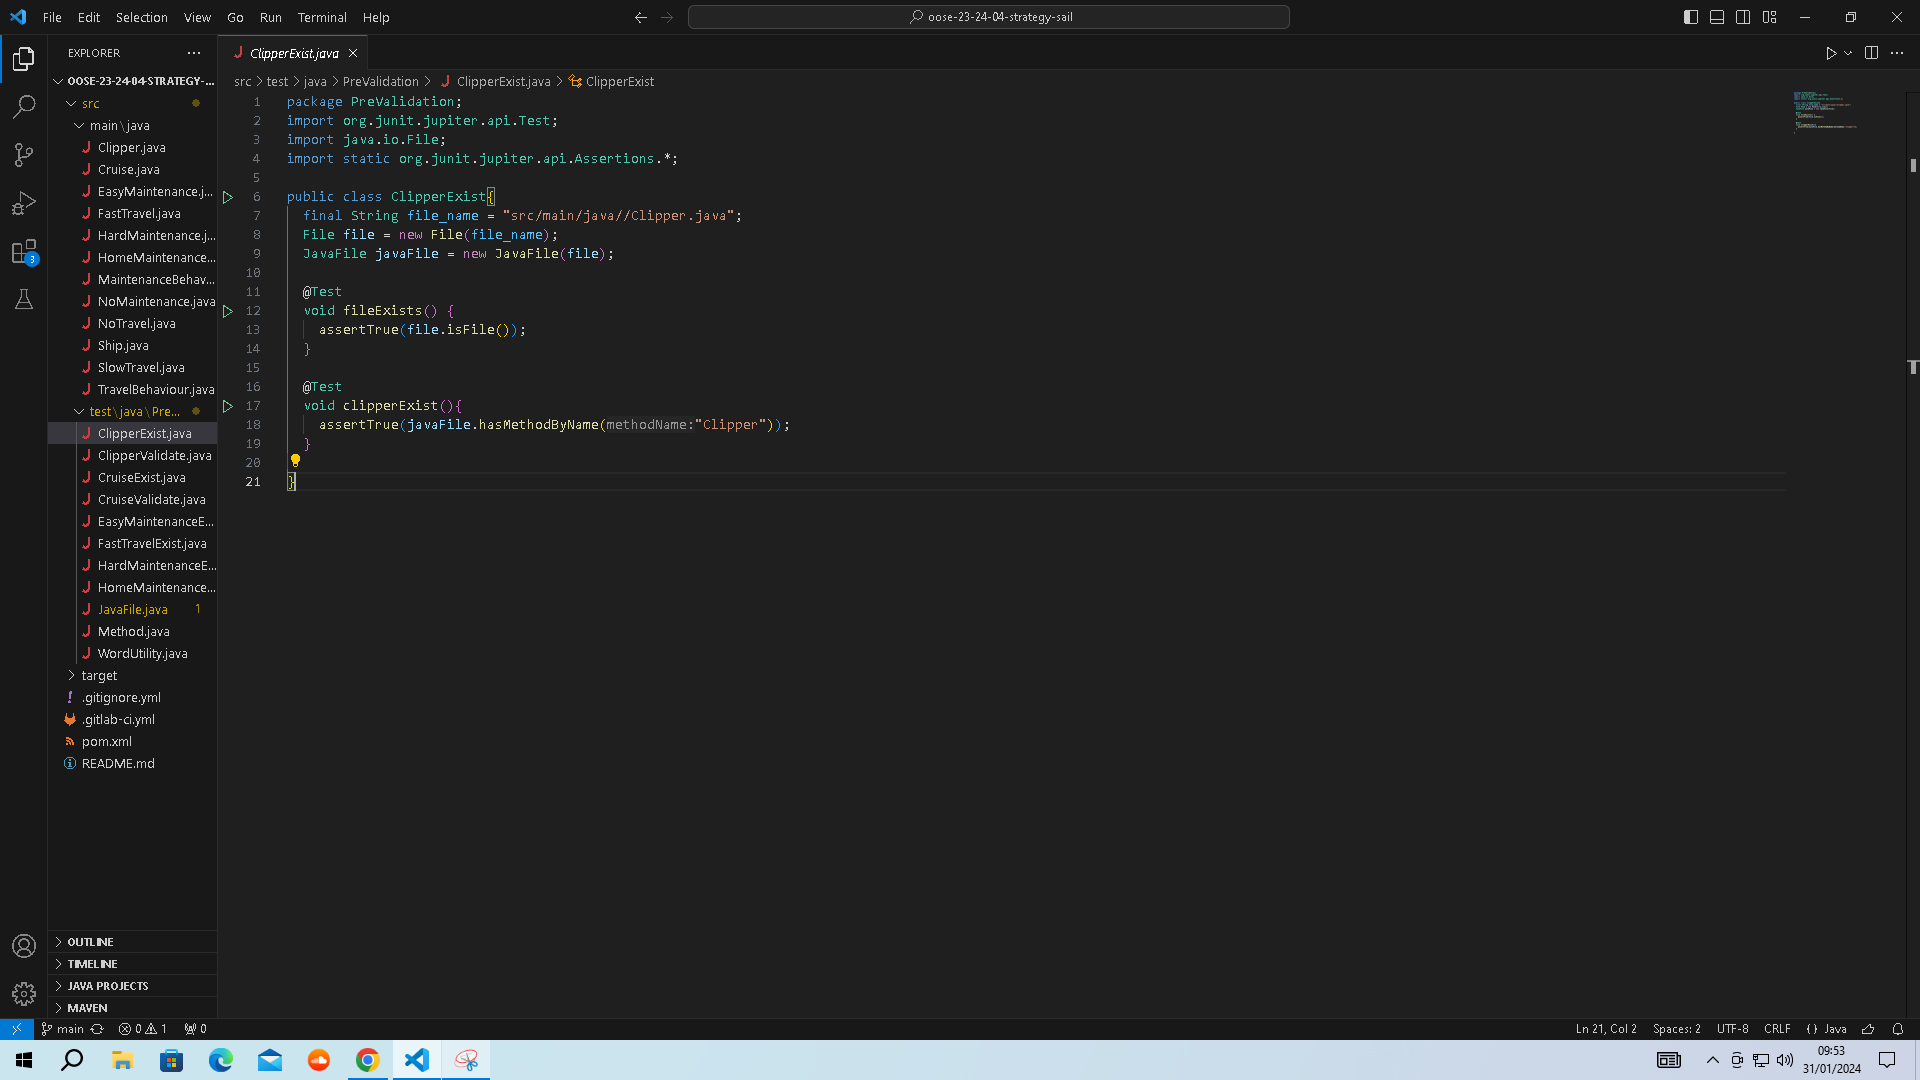 File Edit Selection View Go Run Terminal Help
oose-23-24-04-strategy-sail
EXPLORER
OOSE-23-24-04-STRATEGY-...
src
main\java
Clipper.java
Cruise.java
EasyMaintenance.j...
FastTravel.java
HardMaintenance.j...
HomeMaintenance...
MaintenanceBehav...
NoMaintenance.java
NoTravel.java
Ship.java
SlowTravel.java
TravelBehaviour.java
test\java\Pre...
ClipperExist.java
ClipperValidate.java
CruiseExist.java
CruiseValidate.java
EasyMaintenanceE...
FastTravelExist.java
HardMaintenanceE...
HomeMaintenance...
JavaFile.java 1
Method.java
WordUtility.java
target
.gitignore.yml
.gitlab-ci.yml
pom.xml
README.md
OUTLINE
TIMELINE
JAVA PROJECTS
MAVEN
3
ClipperExist.java
src > test > java > PreValidation > ClipperExist.java > ClipperExist
1 package PreValidation;
2 import org.junit.jupiter.api.Test;
3 import java.io.File;
4 import static org.junit.jupiter.api.Assertions.*;
5
6 public class ClipperExist{
7 final String file_name = "src/main/java//Clipper.java";
8 File file = new File(file_name);
9 JavaFile javaFile = new JavaFile(file);
10
11 @Test
12 void fileExists() {
13 assertTrue(file.isFile());
14 }
15
16 @Test
17 void clipperExist(){
18 assertTrue(javaFile.hasMethodByName(methodName:"Clipper"));
19 }
20
21 }
main 0 1 0
Ln 21, Col 2 Spaces: 2 UTF-8 CRLF {} Java
09:53
31/01/2024